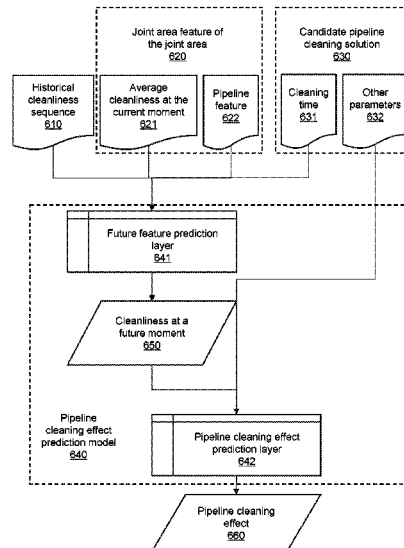 Joint area feature of
the joint area
620
Candidate pipeline
cleaning solution
630
Historical
cleanliness
sequence
610
Average
cleanliness at the
current moment
621
Pipeline
feature
622
Cleaning
time
631
Other
parameters
632
Future feature prediction
layer
641
Cleanliness at a
future moment
650
Pipeline
cleaning effect
prediction model
640
Pipeline cleaning effect
prediction layer
642
Pipeline cleaning
effect
660